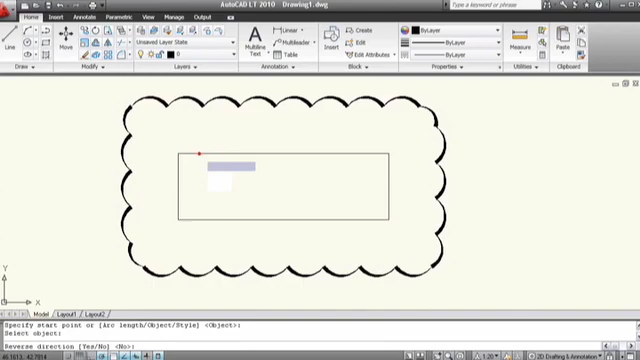 AutoCAD LT 2010 Drawing1.dwg
Type a keyword or phrase
Home Insert Annotate Parametric View Manage Output
Line
Move
Unsaved Layer State
0
A
Multiline Text
Linear
Multileader
Table
Insert
Create
Edit
Edit Attributes
ByLayer
ByLayer
ByLayer
Measure
Paste
Draw Modify Layers Annotation Block Properties Utilities Clipboard
Y
X
Model Layout1 Layout2
Specify start point or [Arc length/Object/Style] <Object>:
Select object:
Reverse direction [Yes/No] <No>:
1:20
2D Drafting & Annotation